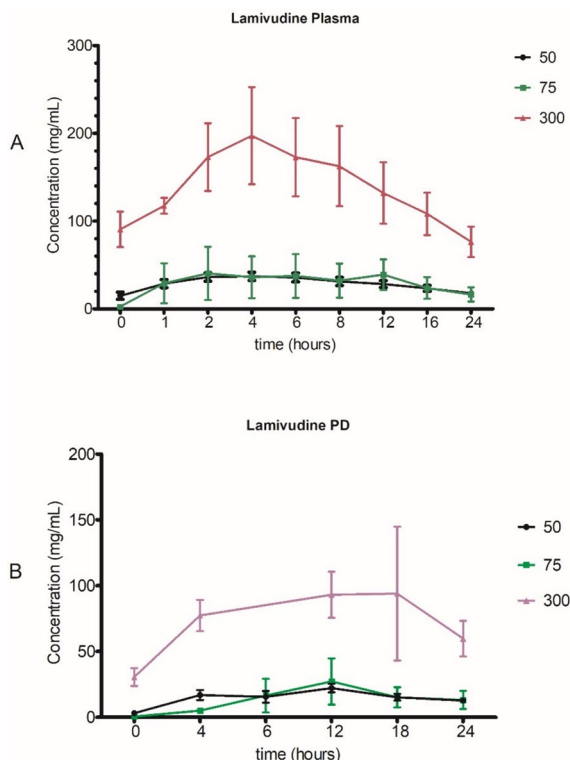 Lamivudine Plasma
A
Concentration (mg/mL)
300
200
100
0
0 1 2 4 6 8 12 16 24
time (hours)
50
75
300
Lamivudine PD
B
Concentration (mg/mL)
200
150
100
50
0
0 4 6 12 18 24
time (hours)
50
75
300